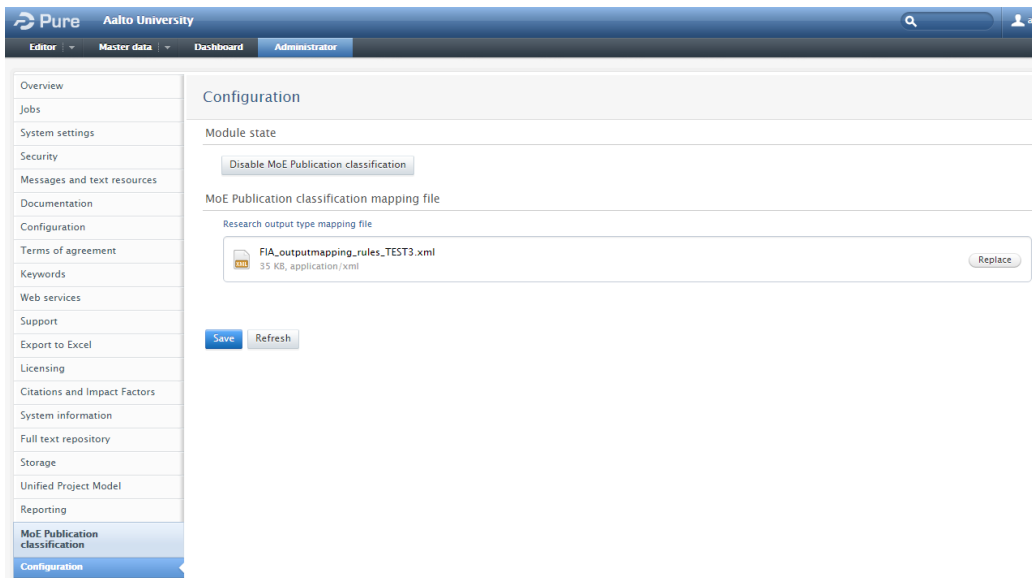 Pure Aalto University
Editor Master data Dashboard Administrator
Overview
Jobs
System settings
Security
Messages and text resources
Documentation
Configuration
Terms of agreement
Keywords
Web services
Support
Export to Excel
Licensing
Citations and Impact Factors
System information
Full text repository
Storage
Unified Project Model
Reporting
MoE Publication
classification
Configuration
Configuration
Module state
Disable MoE Publication classification
MoE Publication classification mapping file
Research output type mapping file
FIA_outputmapping_rules_TEST3.xml
35 KB, application/xml
Replace
Save Refresh